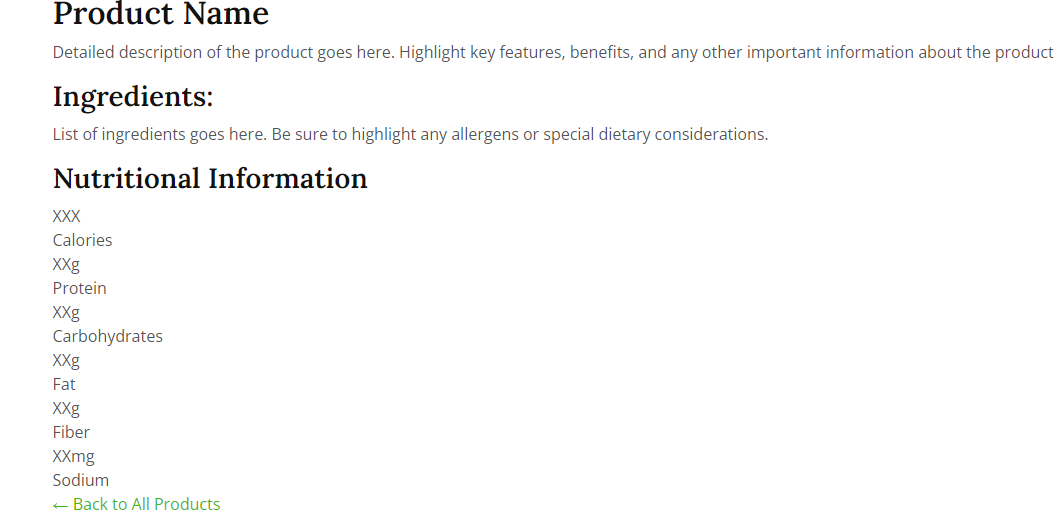 Product Name
Detailed description of the product goes here. Highlight key features, benefits, and any other important information about the product
Ingredients:
List of ingredients goes here. Be sure to highlight any allergens or special dietary considerations.
Nutritional Information
XXX
Calories
XXg
Protein
XXg
Carbohydrates
XXg
Fat
XXg
Fiber
XXmg
Sodium
← Back to All Products